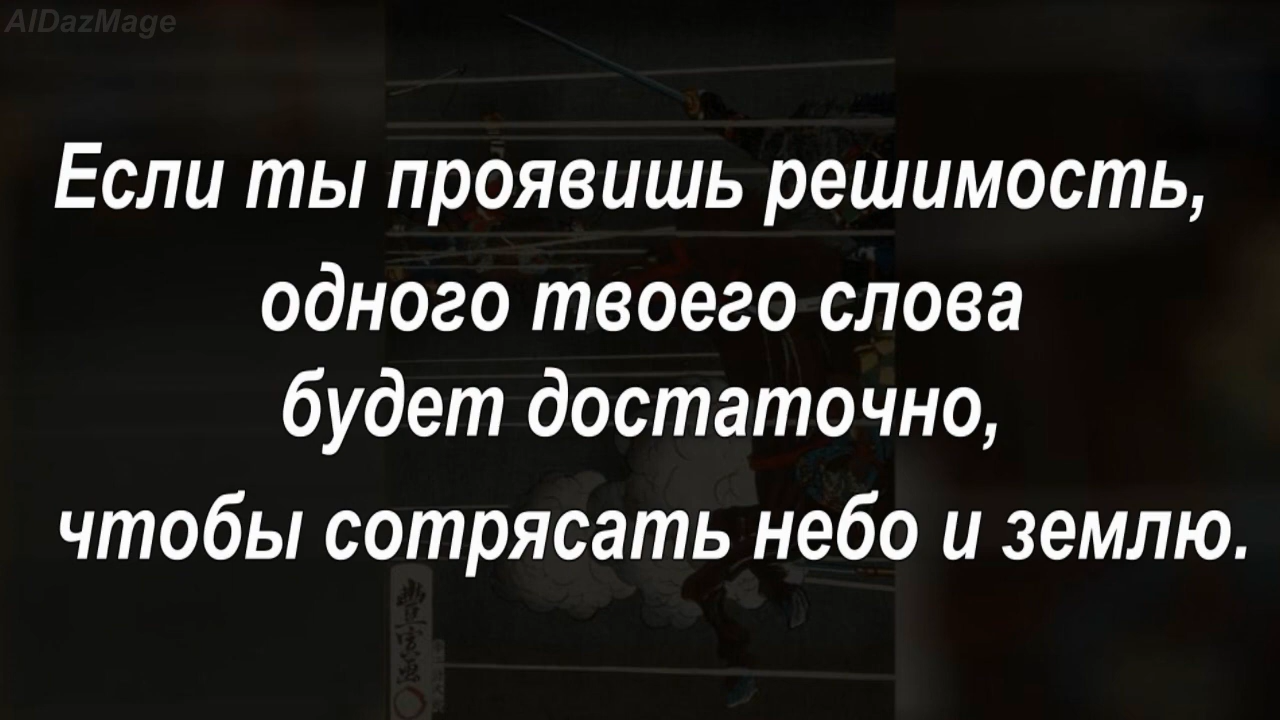 AIDazMage
Если ты проявишь решимость,
одного твоего слова
будет достаточно,
чтобы сотрясать небо и землю.